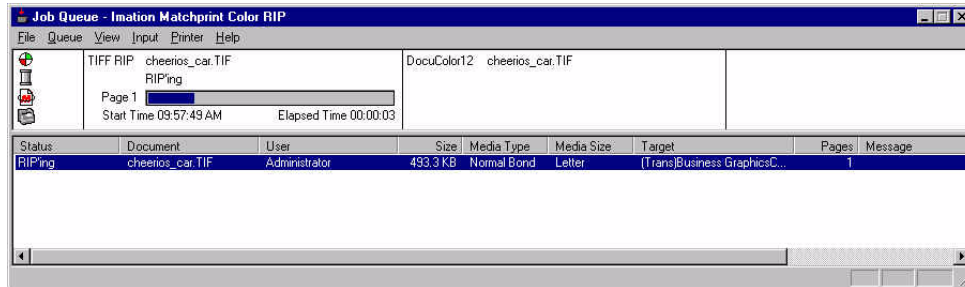 Job Queue - Imation Matchprint Color RIP
File Queue View Input Printer Help
TIFF RIP cheerios_car.TIF DocuColor12 cheerios_car.TIF
RIP'ing
Page 1
Start Time 09:57:49 AM Elapsed Time 00:00:03
Status Document User Size Media Type Media Size Target Pages Message
RIP'ing cheerios_car.TIF Administrator 493.3 KB Normal Bond Letter (Trans)Business GraphicsC... 1